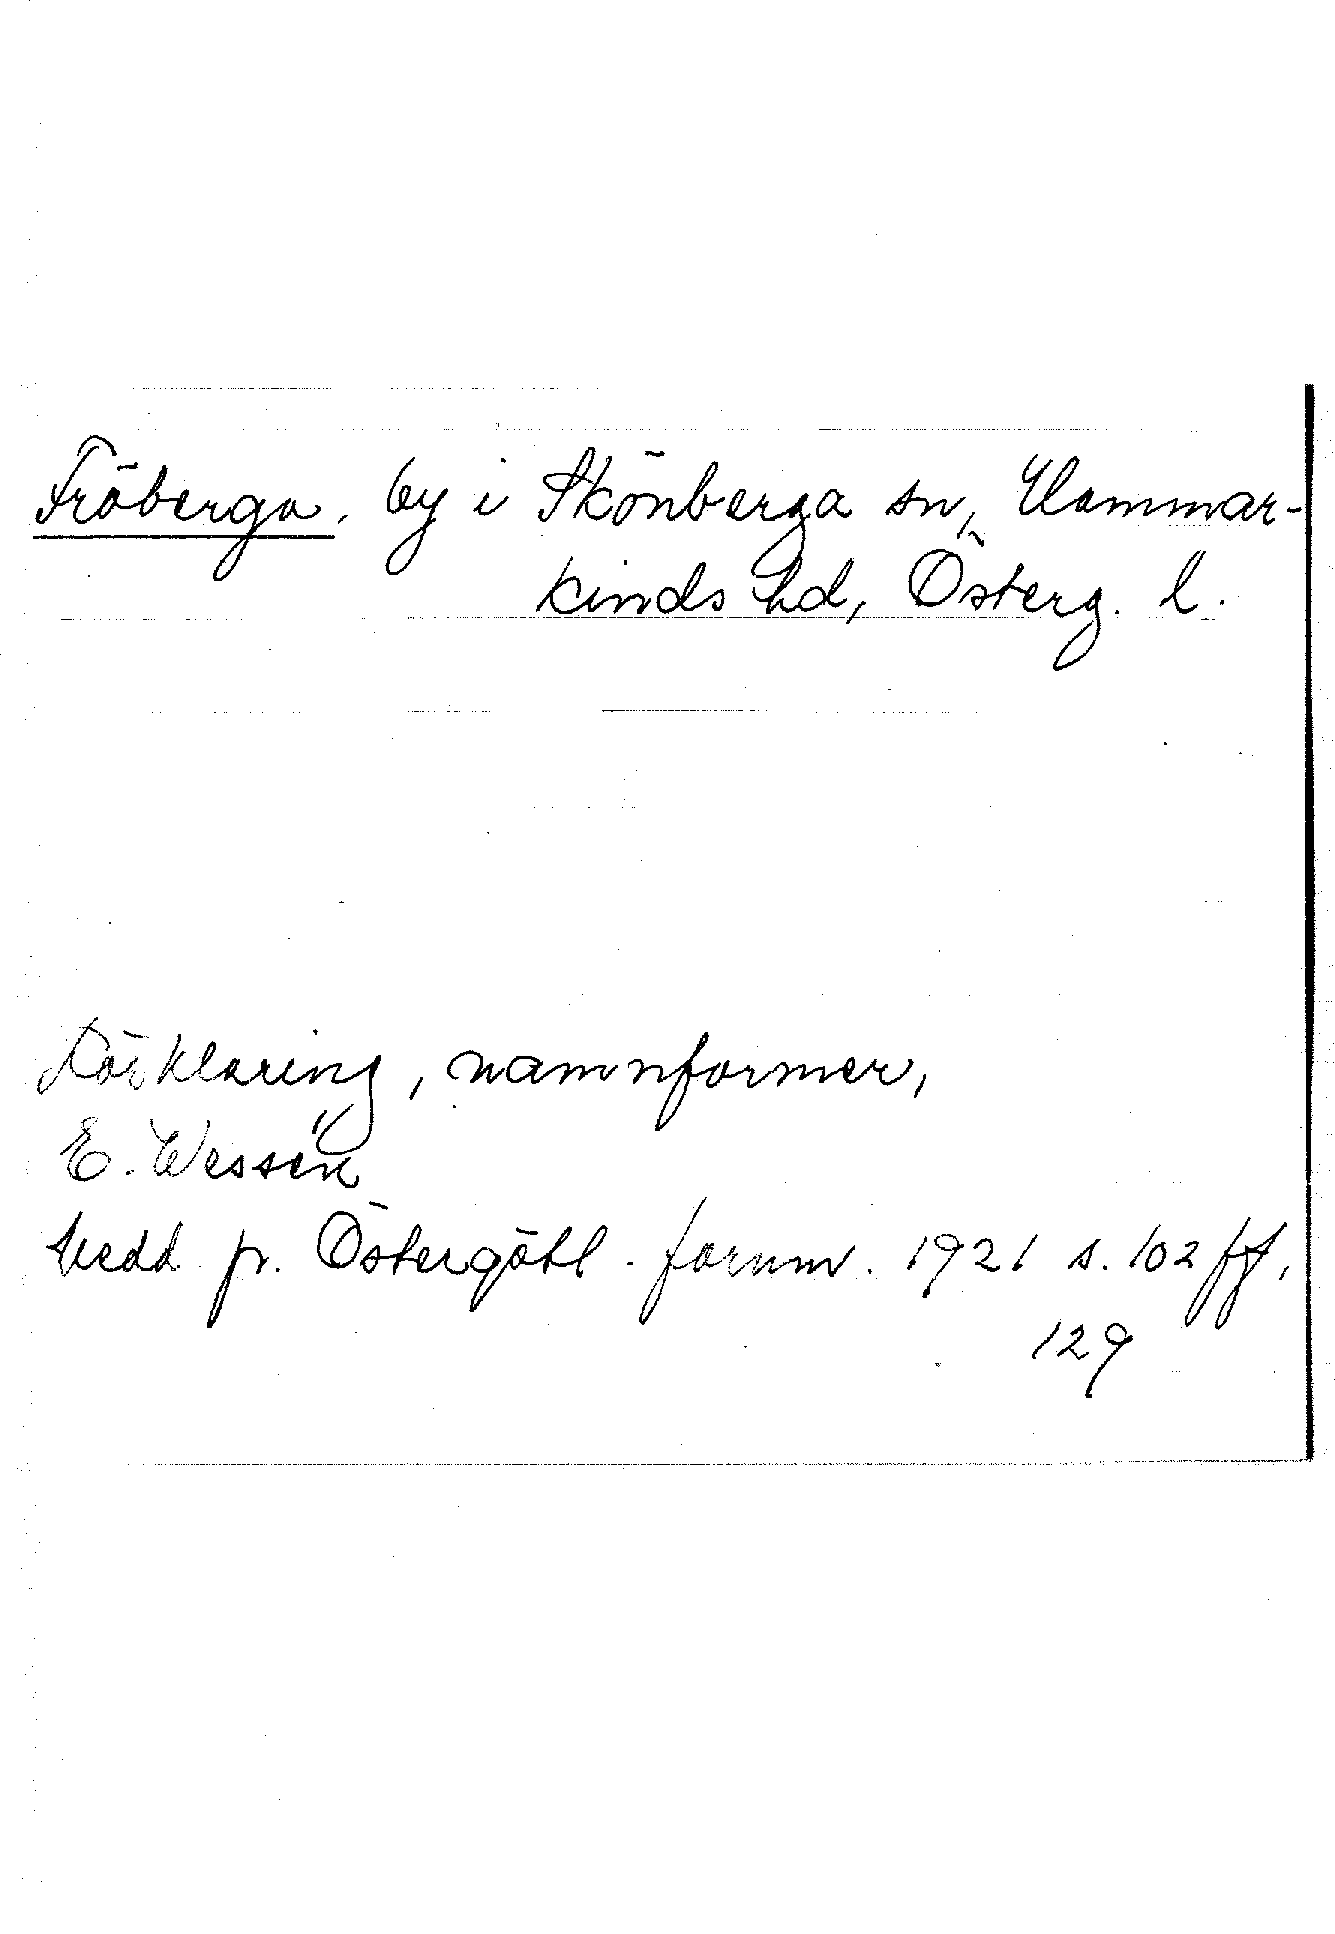 Fröberga, by i Skönberga sn, Hammar-
kinds hd, Österg. l.
Förklaring, namnformer,
E. Wessén
Medd fr. Östergötl. fornm. 1921 s. 102 ff,
129